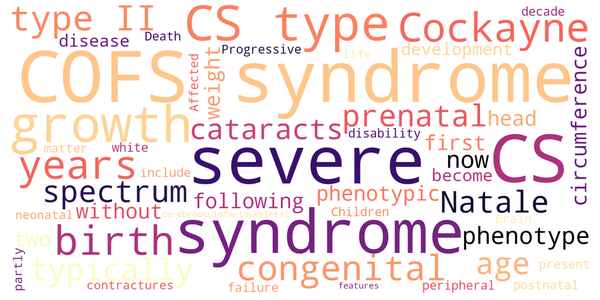 type II CS type Cockayne decade
disease Death Progressive life development
COFS syndrome Affected weight circumference
growth cataracts prenatal head
years severe disability first CS
white include now become
spectrum following phenotypic Natale
matter neonatal without cerebrooculofacioskeletal Children Brain phenotype
two birth syndrome age present
typically congenital
partly contractures failure features peripheral postnatal